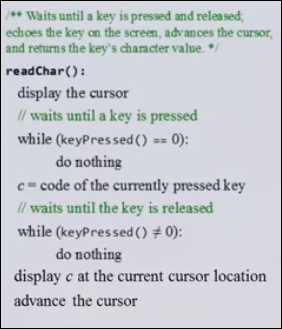 /** Waits until a key is pressed and released;
echoes the key on the screen, advances the cursor,
and returns the key's character value. */
readChar():
display the cursor
// waits until a key is pressed
while (keyPressed() == 0):
do nothing
c = code of the currently pressed key
// waits until the key is released
while (keyPressed() ≠ 0):
do nothing
display c at the current cursor location
advance the cursor